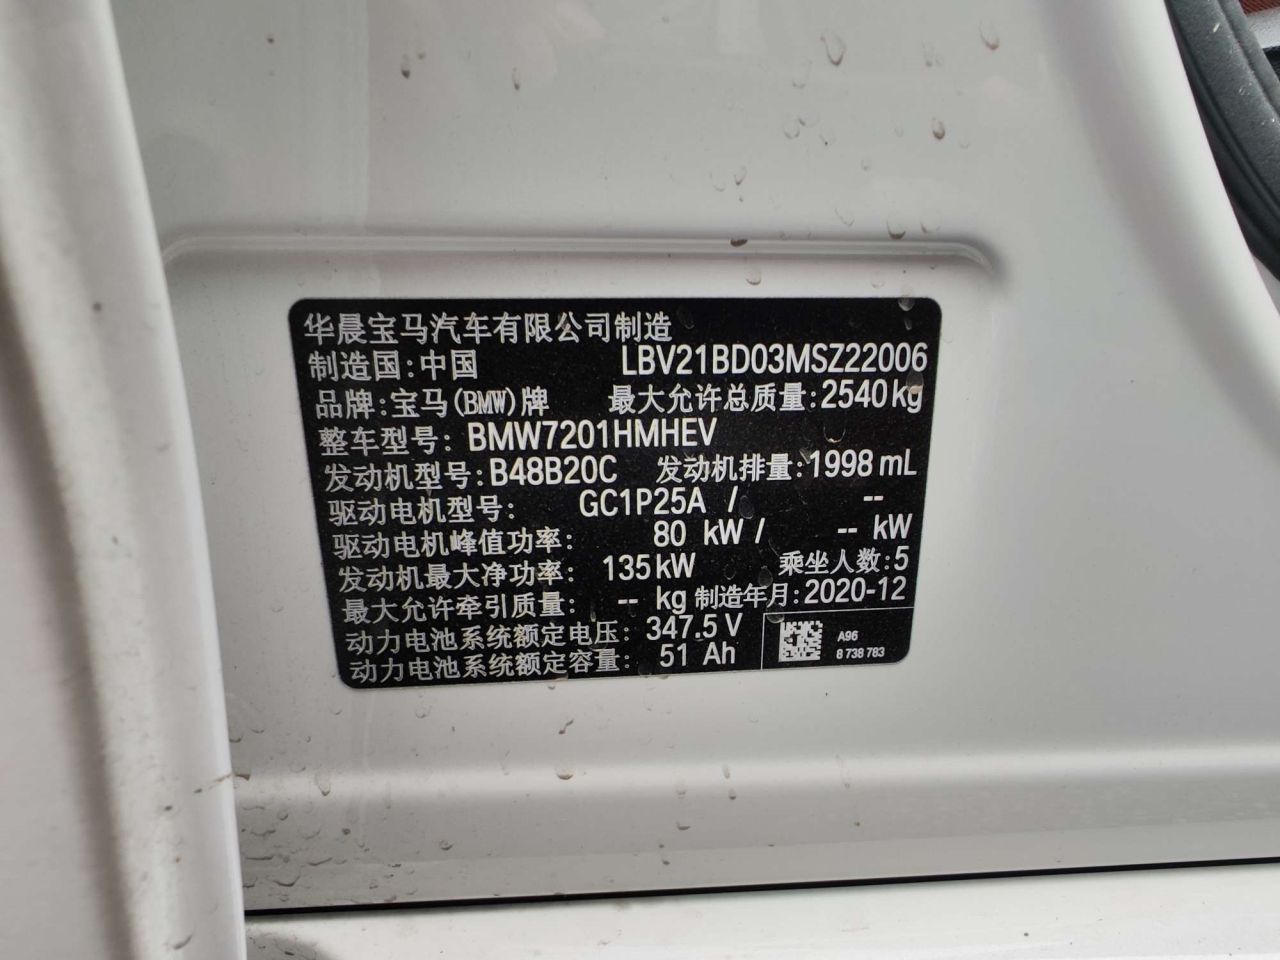 华晨宝马汽车有限公司制造
制造国:中国 LBV21BD03MSZ22006
品牌:宝马(BMW)牌 最大允许总质量:2540kg
整车型号: BMW7201HMHEV
发动机型号:B48B20C 发动机排量:1998 mL
驱动电机型号: GC1P25A / --
驱动电机峰值功率: 80 kW / -- kW
发动机最大净功率: 135kW 乘坐人数:5
最大允许牵引质量: -- kg 制造年月:2020-12
动力电池系统额定电压: 347.5 V
动力电池系统额定容量: 51 Ah
A96
8 738 783